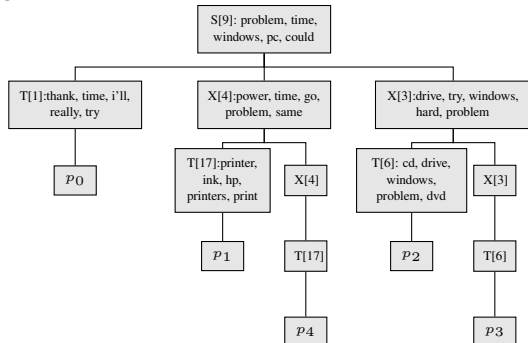 S[9]: problem, time,
windows, pc, could
T[1]:thank, time, i'll,
really, try
X[4]:power, time, go,
problem, same
X[3]:drive, try, windows,
hard, problem
p0
T[17]:printer,
ink, hp,
printers, print
X[4]
T[6]: cd, drive,
windows,
problem, dvd
X[3]
p1
T[17]
p2
T[6]
p4
p3